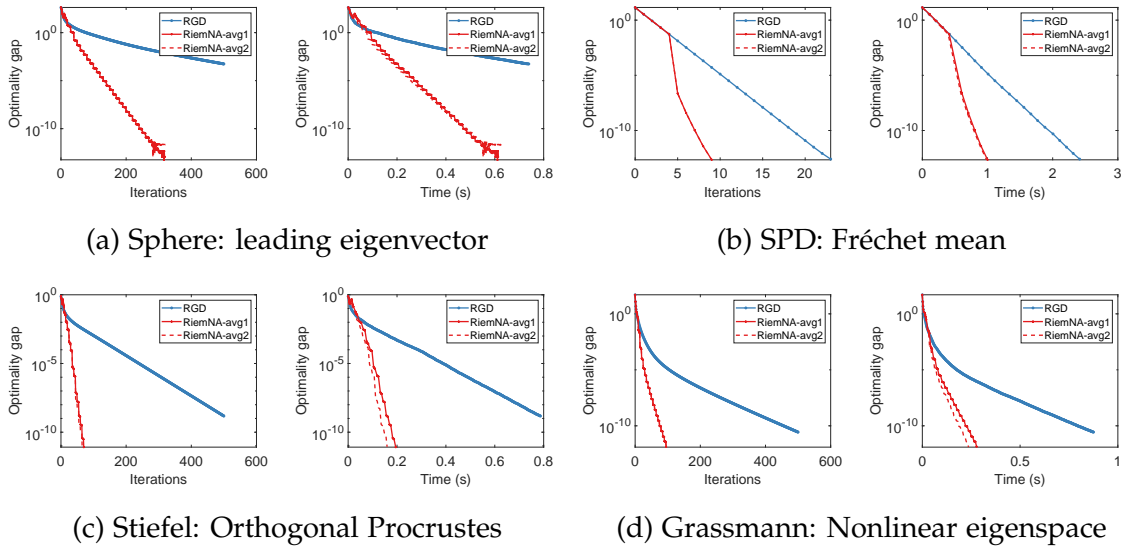 Optimality gap
10^0
10^-10
0 200 400 600
Iterations
RGD
RiemNA-avg1
RiemNA-avg2
Optimality gap
10^0
10^-10
0 0.2 0.4 0.6 0.8
Time (s)
RGD
RiemNA-avg1
RiemNA-avg2
(a) Sphere: leading eigenvector
Optimality gap
10^0
10^-10
0 5 10 15 20
Iterations
RGD
RiemNA-avg1
RiemNA-avg2
Optimality gap
10^0
10^-10
0 1 2 3
Time (s)
RGD
RiemNA-avg1
RiemNA-avg2
(b) SPD: Fréchet mean
Optimality gap
10^0
10^-5
10^-10
0 200 400 600
Iterations
RGD
RiemNA-avg1
RiemNA-avg2
Optimality gap
10^0
10^-5
10^-10
0 0.2 0.4 0.6 0.8
Time (s)
RGD
RiemNA-avg1
RiemNA-avg2
(c) Stiefel: Orthogonal Procrustes
Optimality gap
10^0
10^-10
0 200 400 600
Iterations
RGD
RiemNA-avg1
RiemNA-avg2
Optimality gap
10^0
10^-10
0 0.5 1
Time (s)
RGD
RiemNA-avg1
RiemNA-avg2
(d) Grassmann: Nonlinear eigenspace